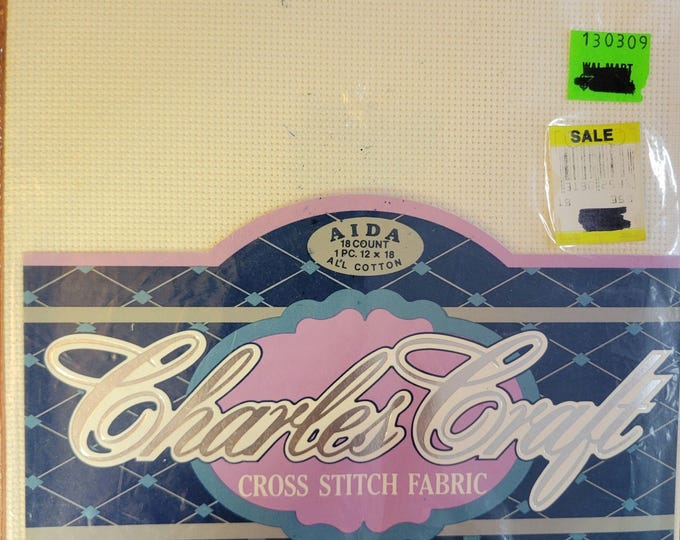 130309
WAL-MART
SALE
AIDA
18 COUNT
1 PC. 12 x 18
ALL COTTON
Charles Craft
CROSS STITCH FABRIC